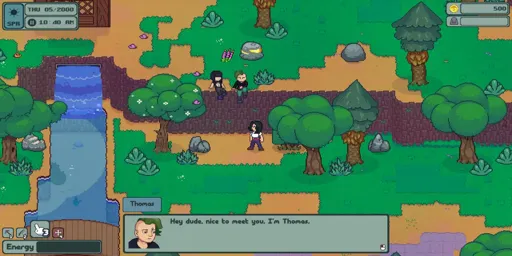 THU 05-2000
500
SPR
10:40 AM
Thomas
Hey dude, nice to meet you. I'm Thomas.
Energy